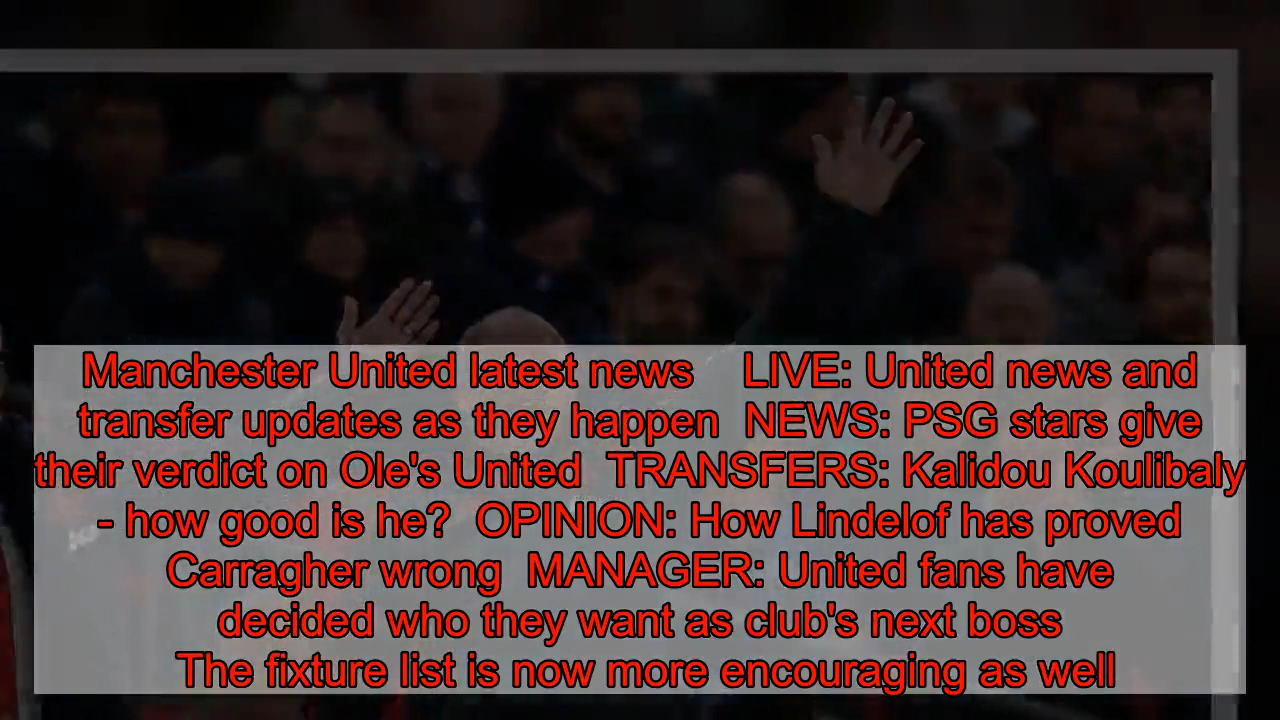 Manchester United latest news    LIVE: United news and
transfer updates as they happen  NEWS: PSG stars give
their verdict on Ole's United  TRANSFERS: Kalidou Koulibaly
- how good is he?  OPINION: How Lindelof has proved
Carragher wrong  MANAGER: United fans have
decided who they want as club's next boss
The fixture list is now more encouraging as well